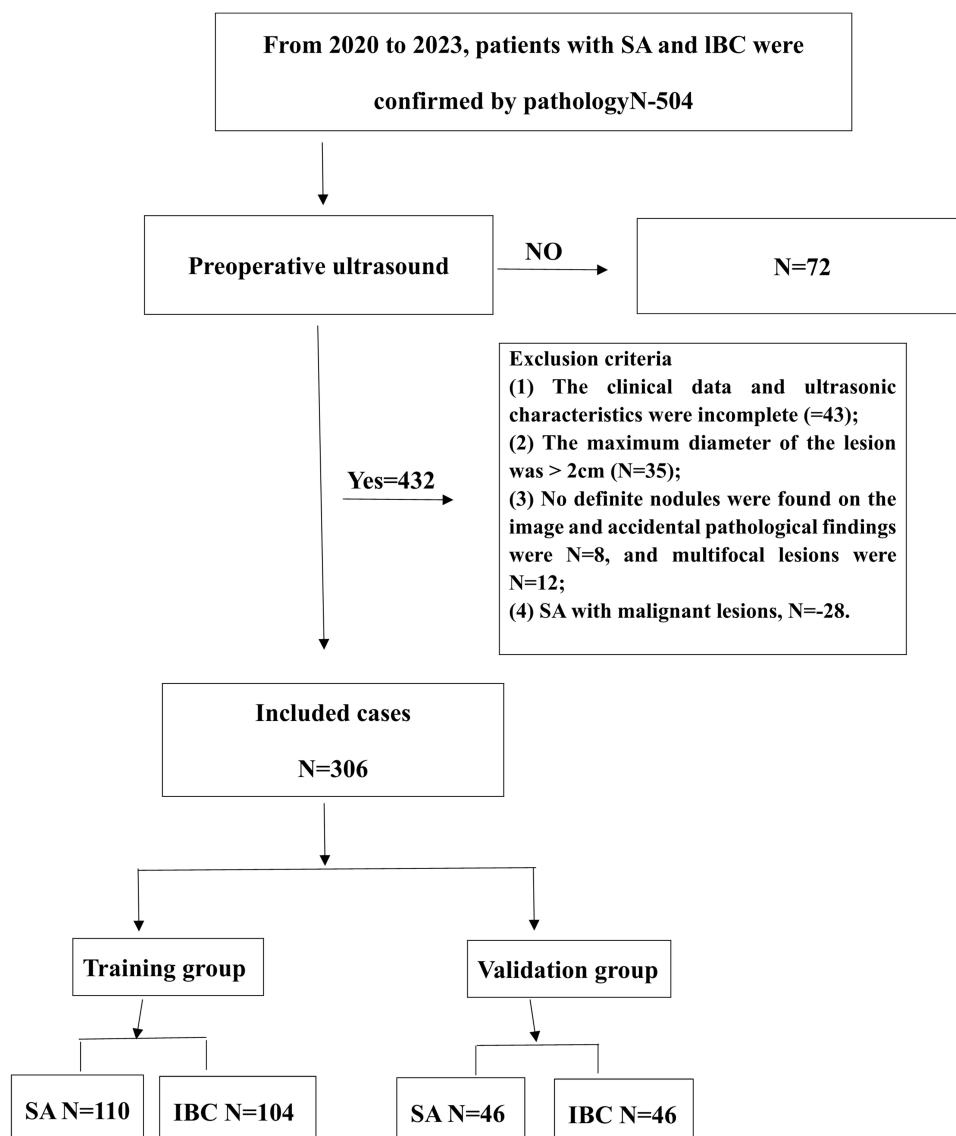 From 2020 to 2023, patients with SA and lBC were
confirmed by pathologyN-504
Preoperative ultrasound
NO
N=72
Exclusion criteria
(1) The clinical data and ultrasonic
characteristics were incomplete (=43);
(2) The maximum diameter of the lesion
was > 2cm (N=35);
(3) No definite nodules were found on the
image and accidental pathological findings
were N=8, and multifocal lesions were
N=12;
(4) SA with malignant lesions, N=-28.
Yes=432
Included cases
N=306
Training group
Validation group
SA N=110
IBC N=104
SA N=46
IBC N=46